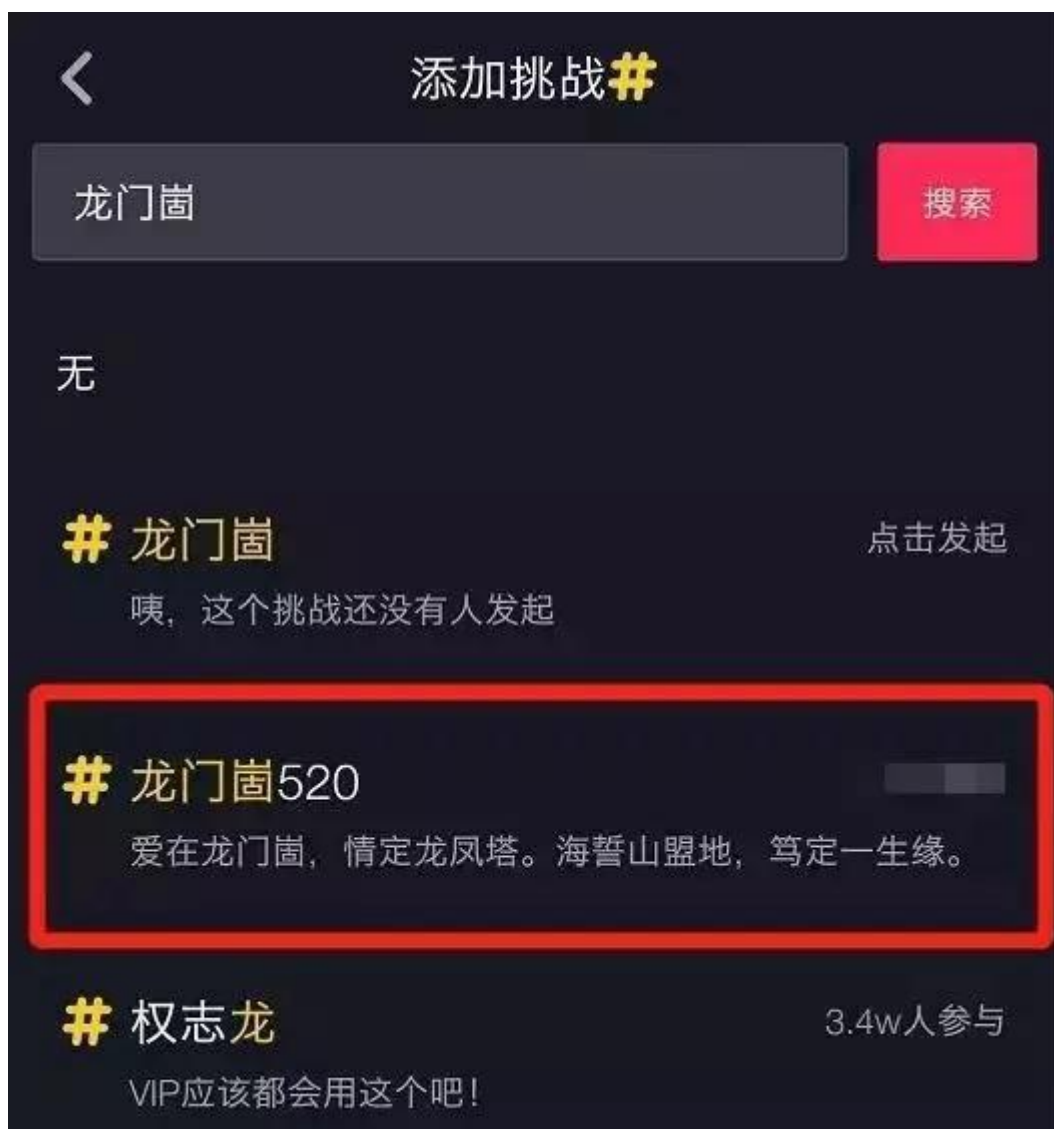 添加挑战#
龙门崮
搜索
无
# 龙门崮
点击发起
咦，这个挑战还没有人发起
# 龙门崮520
爱在龙门崮，情定龙凤塔。海誓山盟地，笃定一生缘。
# 权志龙
3.4w人参与
VIP应该都会用这个吧！